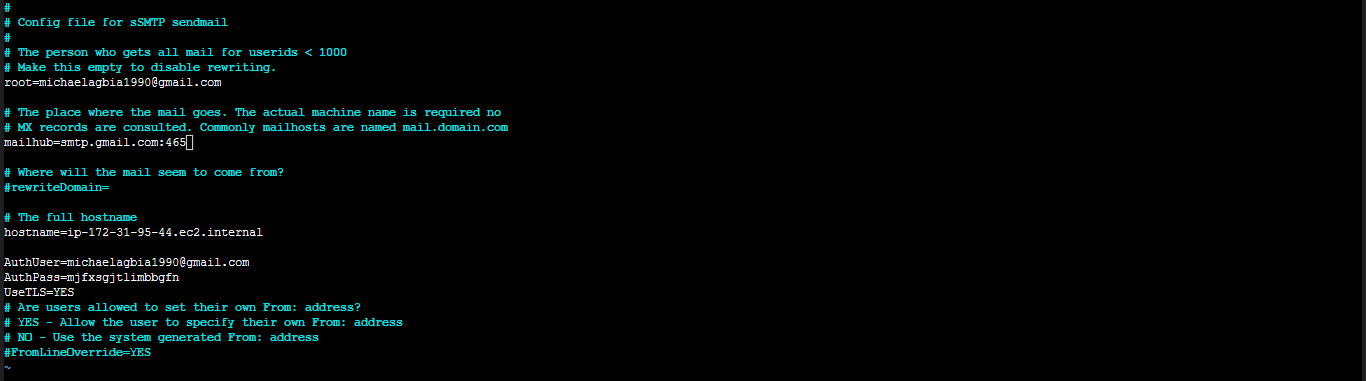 #
# Config file for sSMTP sendmail
#
# The person who gets all mail for userids < 1000
# Make this empty to disable rewriting.
root=michaelagbia1990@gmail.com
# The place where the mail goes. The actual machine name is required no
# MX records are consulted. Commonly mailhosts are named mail.domain.com
mailhub=smtp.gmail.com:465
# Where will the mail seem to come from?
#rewriteDomain=
# The full hostname
hostname=ip-172-31-95-44.ec2.internal
AuthUser=michaelagbia1990@gmail.com
AuthPass=mjfxsgjtlimbbgfn
UseTLS=YES
# Are users allowed to set their own From: address?
# YES - Allow the user to specify their own From: address
# NO - Use the system generated From: address
#FromLineOverride=YES
~